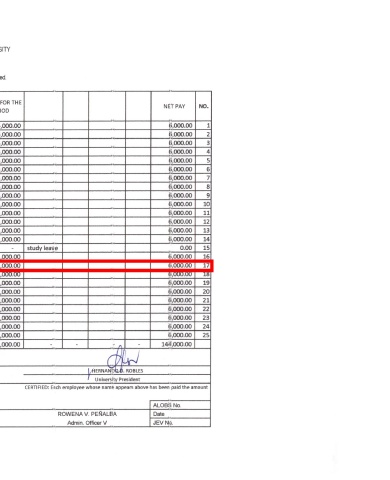 SITY
ed.
FOR THE
IOD NET PAY NO.
,000.00 6,000.00 1
,000.00 6,000.00 2
,000.00 6,000.00 3
,000.00 6,000.00 4
,000.00 6,000.00 5
,000.00 6,000.00 6
,000.00 6,000.00 7
,000.00 6,000.00 8
,000.00 6,000.00 9
,000.00 6,000.00 10
,000.00 6,000.00 11
,000.00 6,000.00 12
,000.00 6,000.00 13
,000.00 6,000.00 14
- study leave 0.00 15
,000.00 6,000.00 16
,000.00 6,000.00 17
,000.00 6,000.00 18
,000.00 6,000.00 19
,000.00 6,000.00 20
,000.00 6,000.00 21
,000.00 6,000.00 22
,000.00 6,000.00 23
,000.00 6,000.00 24
,000.00 6,000.00 25
,000.00 - - - - 144,000.00
ROBLES
University President
CERTIFIED: Each employee whose name appears above has been paid the amount
ALOBS No.
ROWENA V. PEÑALBA Date
Admin. Officer V JEV No.